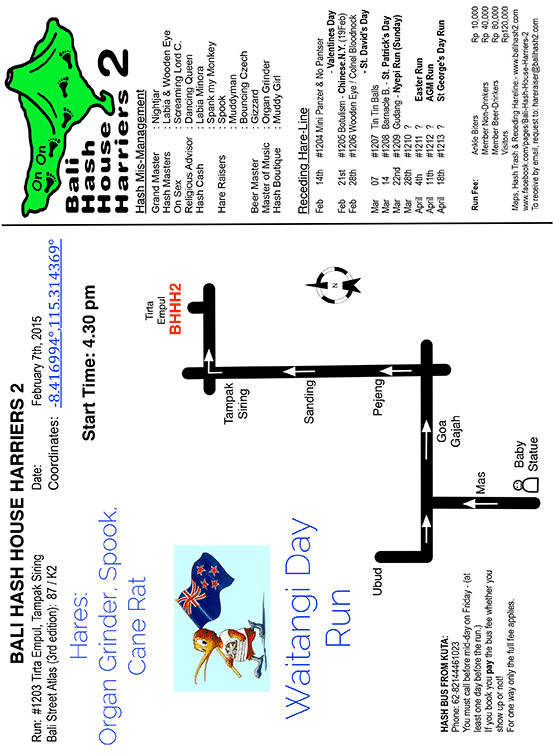 BALI HASH HOUSE HARRIERS 2
Run: #1203 Tirta Empul, Tampak Siring
Bali Street Atlas (3rd edition): 87 / K2
Date: February 7th, 2015
Coordinates: -8.416994°,115.314369°
Hares:
Organ Grinder, Spook,
Cane Rat
Start Time: 4.30 pm
Waitangi Day
Run
Tirta
Empul
BHHH2
N
Tampak
Siring
Sanding
Pejeng
Goa
Gajah
Ubud
Mas
Baby
Statue
HASH BUS FROM KUTA:
Phone: 62-82144461023
You must call before mid-day on Friday - (at
least one day before the run.)
If you book you pay the bus fee whether you
show up or not!
For one way only the full fee applies.
On On
Bali
Hash
House
Harriers 2
Hash Mis-Management
Grand Master : Nightjar
Hash Masters : Labia & Wooden Eye
On Sex : Screaming Lord C.
Religious Advisor : Dancing Queen
Hash Cash : Labia Minora
Spark my Monkey
Hare Raisers : Spook
Muddyman
Bouncing Czech
Beer Master : Gizzard
Master of Music : Organ Grinder
Hash Boutique : Muddy Girl
Receding Hare-Line
Feb 14th #1204 Mini Panzer & No Pantser
- Valentines Day
Feb 21st #1205 Botulism - Chinese.N.Y. (19Feb)
Feb 28th #1206 Wooden Eye / Colnel Bloodnock
- St. David's Day
Mar 07 #1207 Tin Tin Balls
Mar 14 #1208 Bernacle B. - St. Patrick's Day
Mar 22nd #1209 Gudang - Nyepi Run (Sunday)
Mar 28th #1210 ?
April 4th #1211 ? Easter Run
April 11th #1212 ? AGM Run
April 18th #1213 ? St George's Day Run
Run Fee: Ankle Biters Rp 10,000
Member Non-Drinkers Rp 40,000
Member Beer-Drinkers Rp 80,000
Visitors Rp120,000
Maps, Hash Trash & Receding Hareline: www.balihash2.com
www.facebook.com/pages/Bali-Hash-House-Harriers-2
To receive by email, request to: hareraiser@balihash2.com